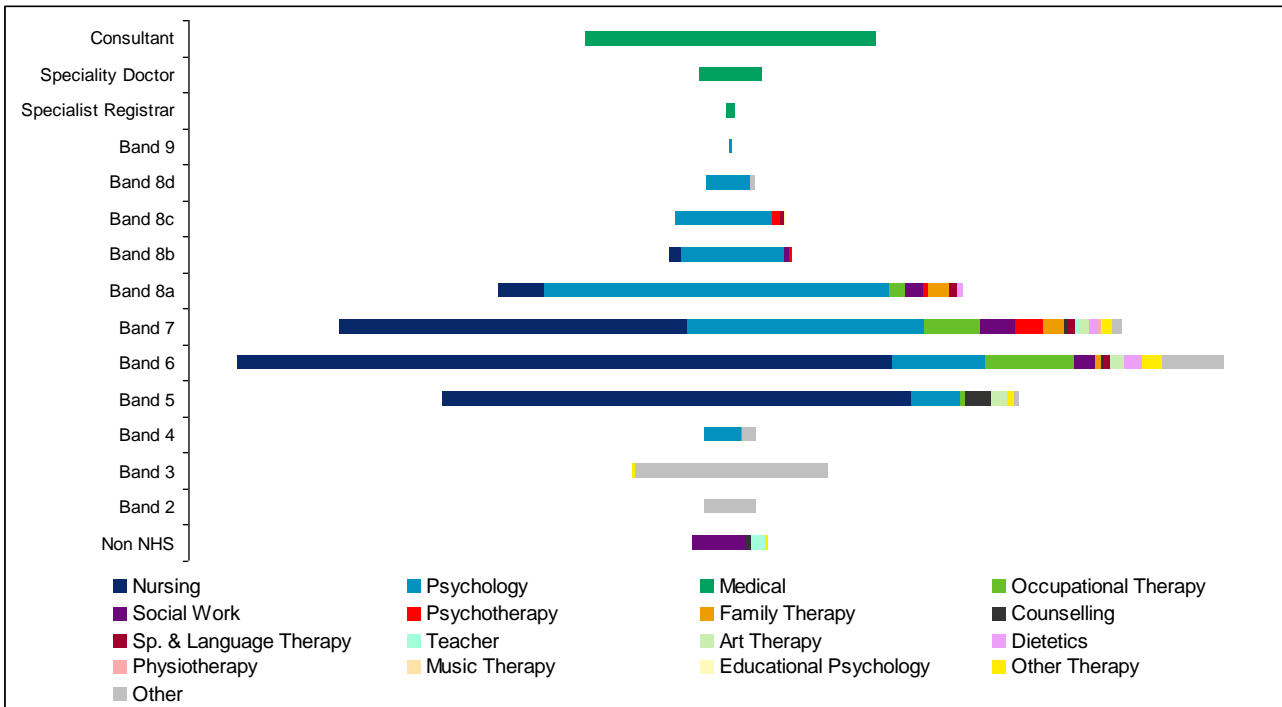 Consultant
Speciality Doctor
Specialist Registrar
Band 9
Band 8d
Band 8c
Band 8b
Band 8a
Band 7
Band 6
Band 5
Band 4
Band 3
Band 2
Non NHS
Nursing Psychology Medical Occupational Therapy
Social Work Psychotherapy Family Therapy Counselling
Sp. & Language Therapy Teacher Art Therapy Dietetics
Physiotherapy Music Therapy Educational Psychology Other Therapy
Other